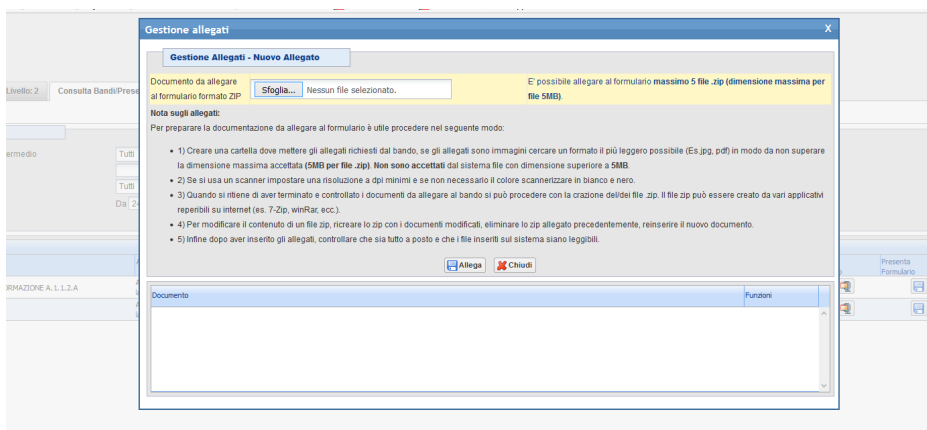 Gestione allegati X
Gestione Allegati - Nuovo Allegato
Documento da allegare
al formulario formato ZIP
Sfoglia... Nessun file selezionato.
E' possibile allegare al formulario massimo 5 file .zip (dimensione massima per
file 5MB).
Nota sugli allegati:
Per preparare la documentazione da allegare al formulario è utile procedere nel seguente modo:
• 1) Creare una cartella dove mettere gli allegati richiesti dal bando, se gli allegati sono immagini cercare un formato il più leggero possibile (Es.jpg, pdf) in modo da non superare
la dimensione massima accettata (5MB per file .zip). Non sono accettati dal sistema file con dimensione superiore a 5MB.
• 2) Se si usa un scanner impostare una risoluzione a dpi minimi e se non necessario il colore scannerizzare in bianco e nero.
• 3) Quando si ritiene di aver terminato e controllato i documenti da allegare al bando si può procedere con la crazione del/dei file .zip. Il file zip può essere creato da vari applicativi
reperibili su internet (es. 7-Zip, winRar, ecc.).
• 4) Per modificare il contenuto di un file zip, ricreare lo zip con i documenti modificati, eliminare lo zip allegato precedentemente, reinserire il nuovo documento.
• 5) Infine dopo aver inserito gli allegati, controllare che sia tutto a posto e che i file inseriti sul sistema siano leggibili.
Allega Chiudi
Documento Funzioni
Livello: 2 Consulta Bandi/Prese
ermedio Tutti
Tutti
Da 2
Presenta
Formulario
RMAZIONE A.1.1.2.A